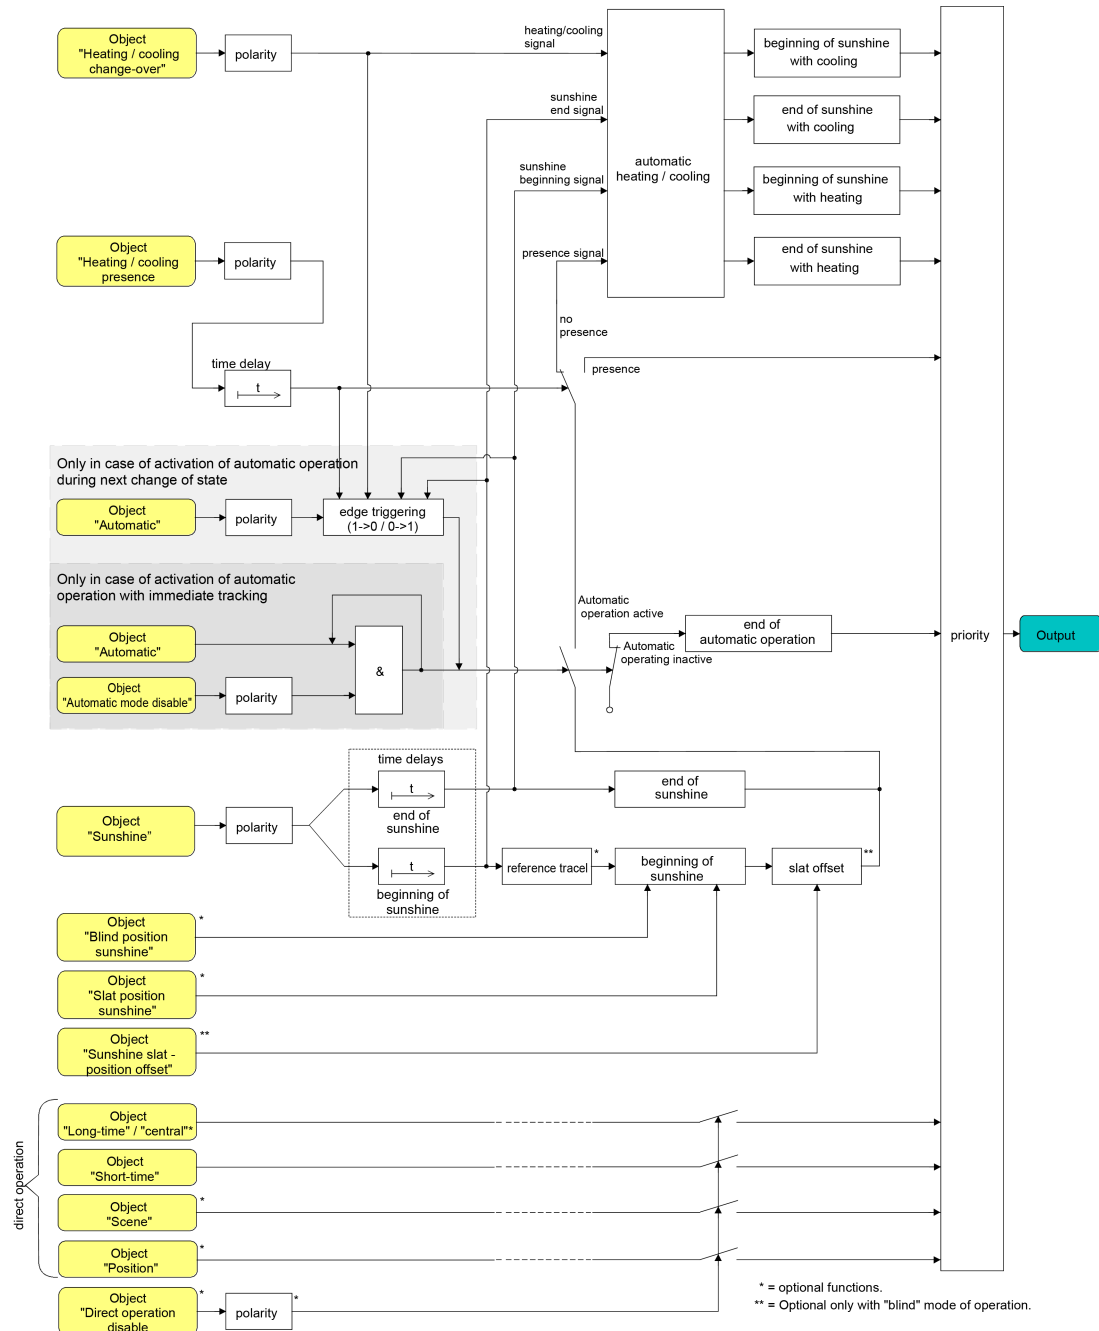 Object
"Heating / cooling
change-over"
polarity
heating/cooling
signal
beginning of sunshine
with cooling
sunshine
end signal
end of sunshine
with cooling
automatic
heating / cooling
sunshine
beginning signal
beginning of sunshine
with heating
Object
"Heating / cooling
presence
polarity
presence signal
end of sunshine
with heating
no
presence
presence
time delay
t
Only in case of activation of automatic operation
during next change of state
Object
"Automatic"
polarity
edge triggering
(1->0 / 0->1)
Only in case of activation of automatic
operation with immediate tracking
Object
"Automatic"
&
Object
"Automatic mode disable"
polarity
Automatic
operation active
Automatic
operating inactive
end of
automatic operation
priority
Output
time delays
t
end of
sunshine
end of
sunshine
Object
"Sunshine"
polarity
t
beginning of
sunshine
reference tracel
*
beginning of
sunshine
slat offset
**
Object
"Blind position
sunshine"
*
Object
"Slat position
sunshine"
*
Object
"Sunshine slat -
position offset"
**
direct operation
Object
"Long-time" / "central"*
Object
"Short-time"
Object
"Scene"
*
Object
"Position"
*
Object
"Direct operation
disable
*
polarity
*
* = optional functions.
** = Optional only with "blind" mode of operation.